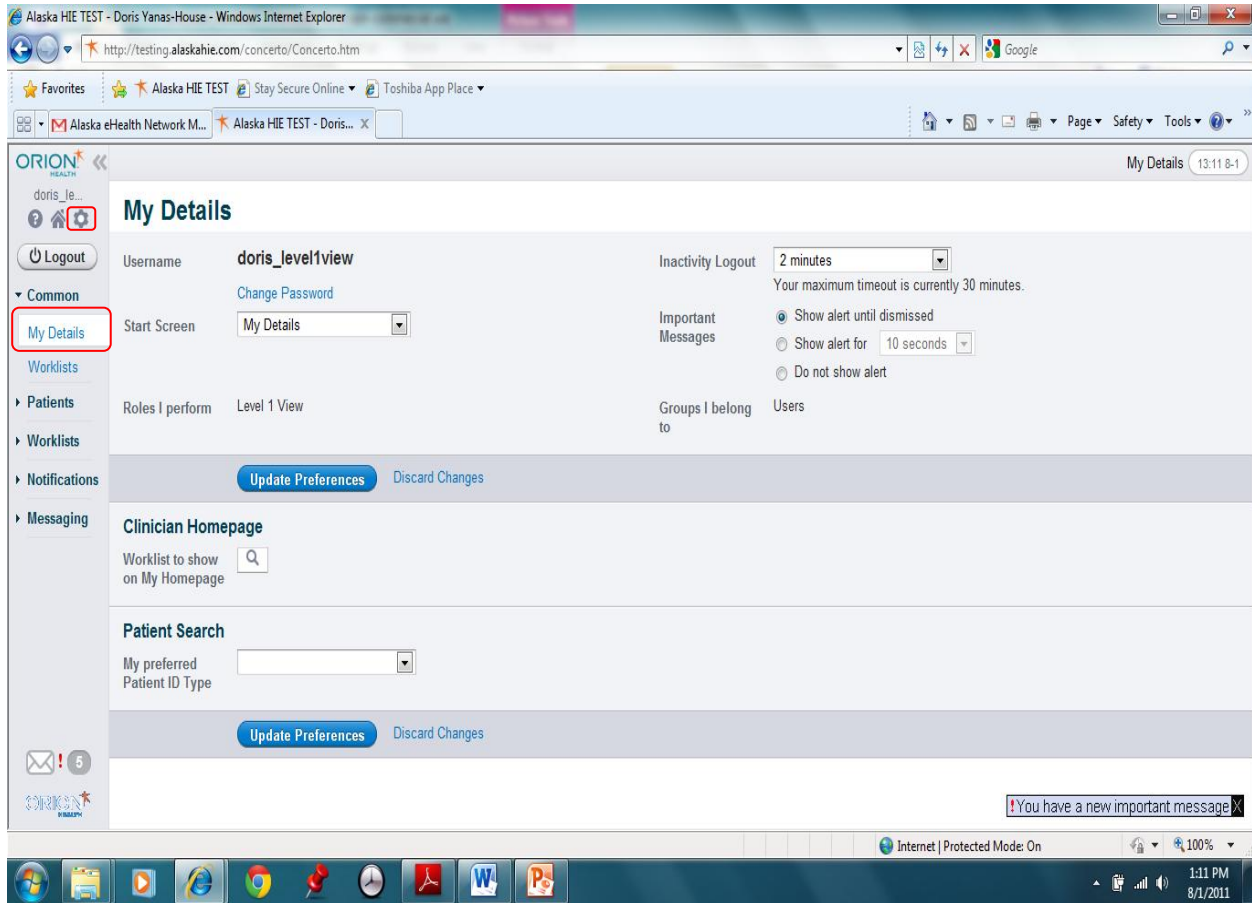 Alaska HIE TEST - Doris Yanas-House - Windows Internet Explorer
http://testing.alaskahie.com/concerto/Concerto.htm
Google
Favorites Alaska HIE TEST Stay Secure Online Toshiba App Place
Alaska eHealth Network M... Alaska HIE TEST - Doris... X
Page Safety Tools
ORION HEALTH
My Details 13:11 8-1
doris_le...
My Details
Logout
Username doris_level1view
Inactivity Logout 2 minutes
Your maximum timeout is currently 30 minutes.
Change Password
Common
My Details
Start Screen My Details
Important Messages
Show alert until dismissed
Show alert for 10 seconds
Do not show alert
Worklists
Patients
Roles I perform Level 1 View
Groups I belong to Users
Worklists
Notifications
Update Preferences Discard Changes
Messaging
Clinician Homepage
Worklist to show
on My Homepage
Patient Search
My preferred
Patient ID Type
Update Preferences Discard Changes
! 5
ORION HEALTH
! You have a new important message X
Internet | Protected Mode: On 100%
1:11 PM
8/1/2011